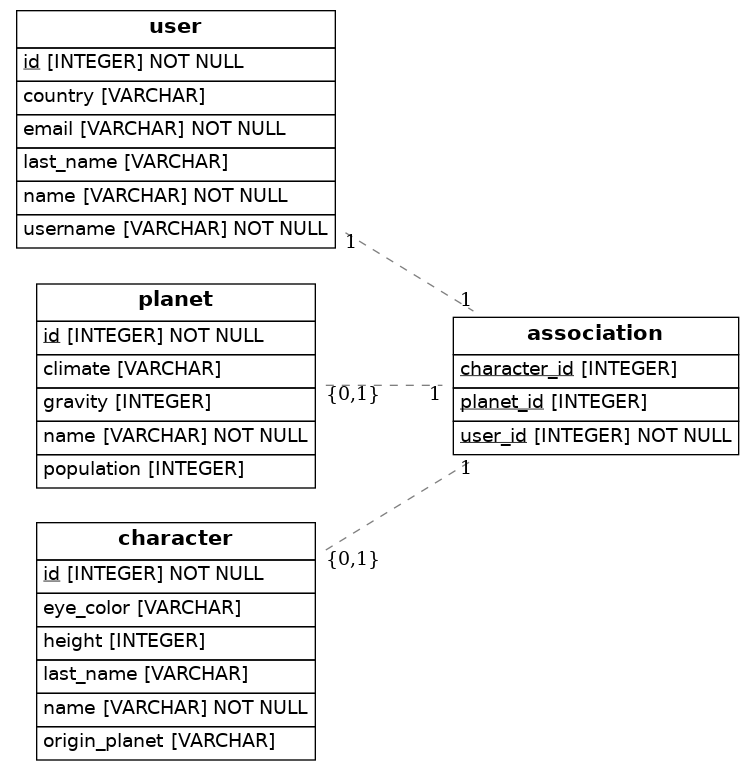 user
id [INTEGER] NOT NULL
country [VARCHAR]
email [VARCHAR] NOT NULL
last_name [VARCHAR]
name [VARCHAR] NOT NULL
username [VARCHAR] NOT NULL
1
1
planet
id [INTEGER] NOT NULL
climate [VARCHAR]
gravity [INTEGER]
name [VARCHAR] NOT NULL
population [INTEGER]
{0,1}
1
association
character_id [INTEGER]
planet_id [INTEGER]
user_id [INTEGER] NOT NULL
1
{0,1}
character
id [INTEGER] NOT NULL
eye_color [VARCHAR]
height [INTEGER]
last_name [VARCHAR]
name [VARCHAR] NOT NULL
origin_planet [VARCHAR]